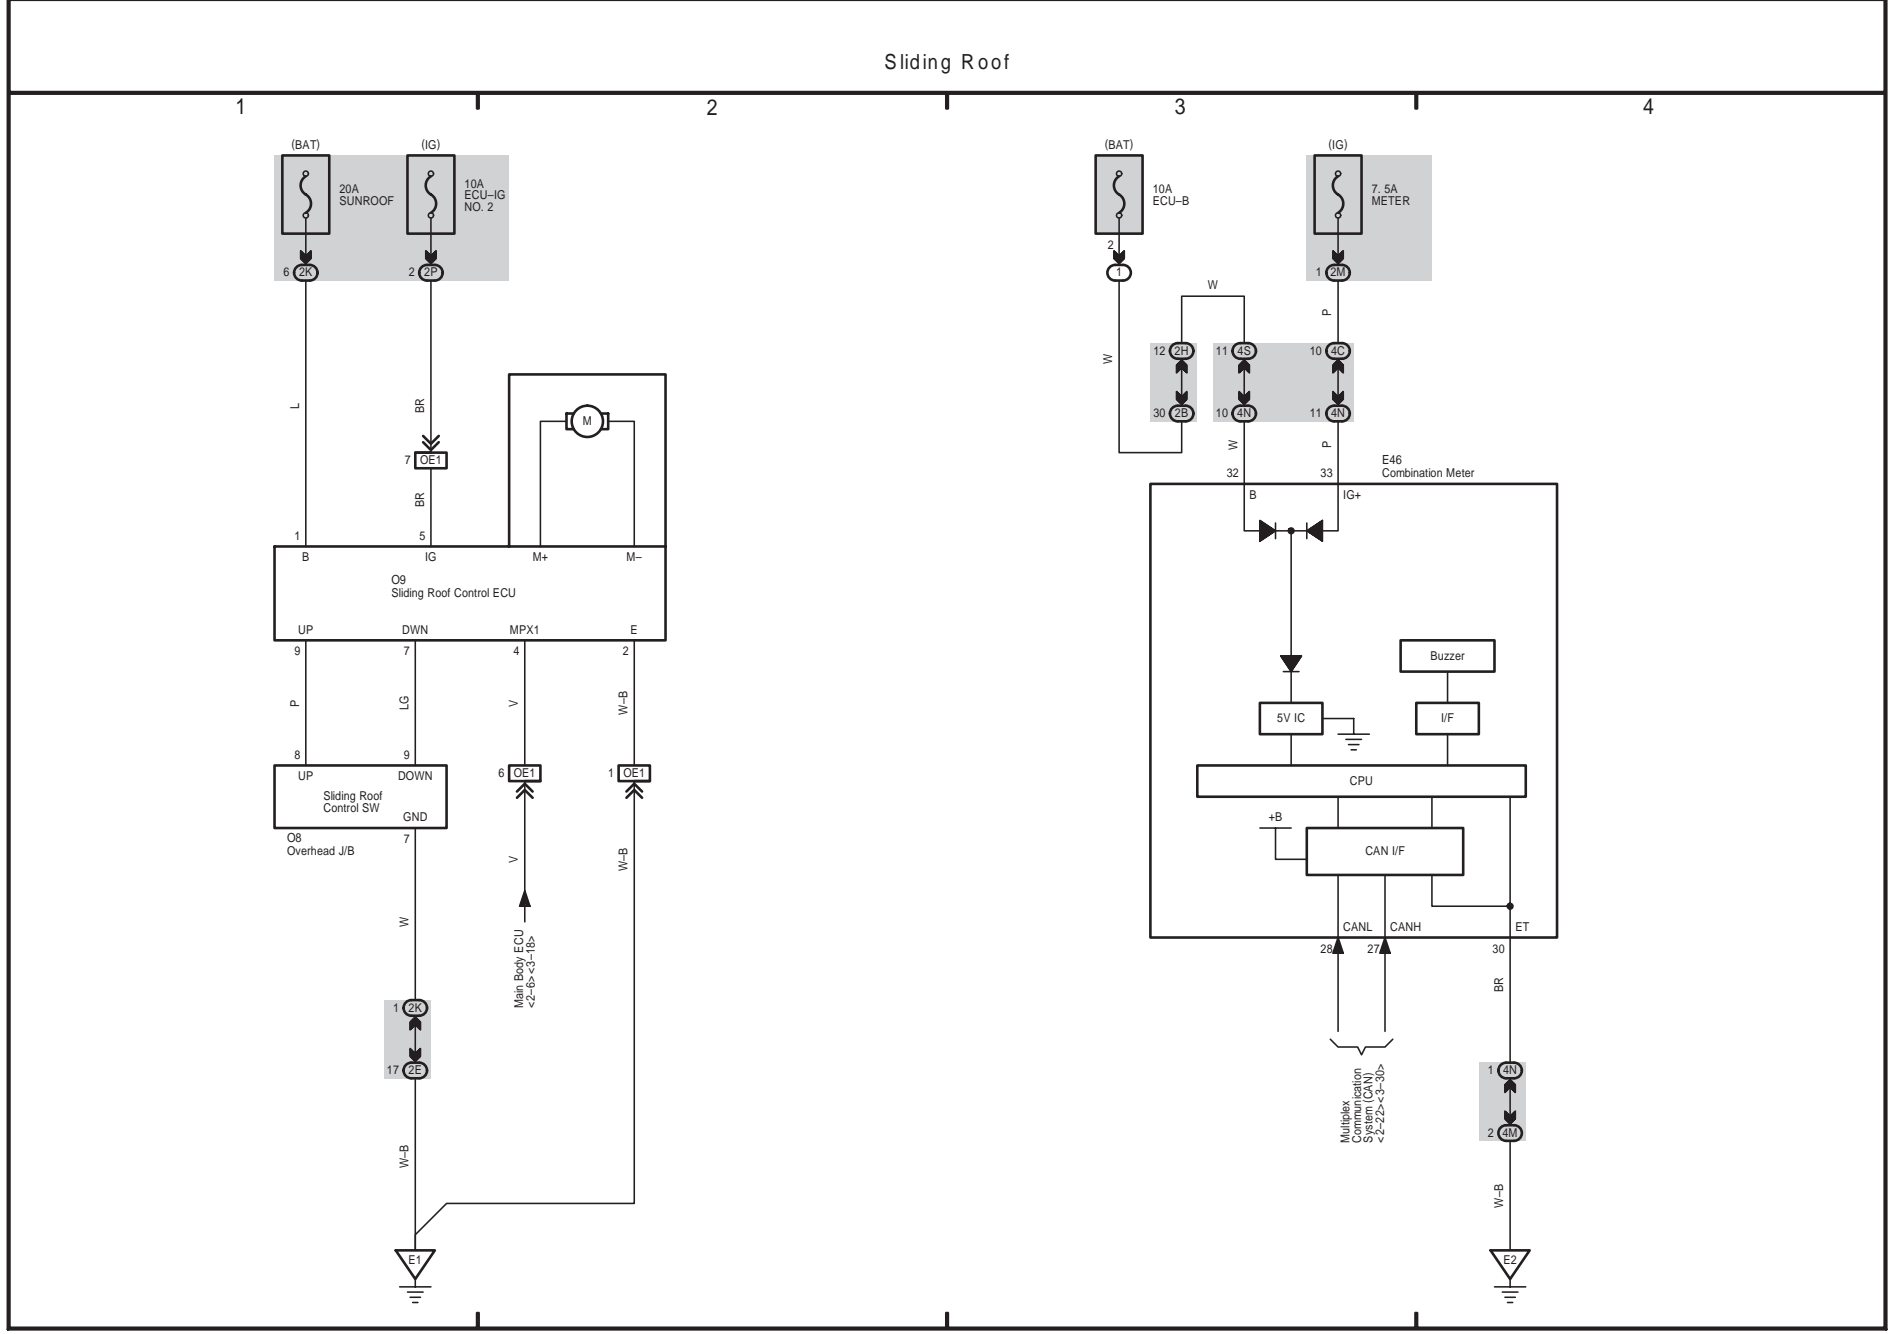 Sliding Roof
1
2
3
4
(BAT)
(IG)
20A
SUNROOF
10A
ECU–IG
NO. 2
6 2K
2 2P
L
BR
7 OE1
BR
M
1
5
B
IG
M+
M–
O9
Sliding Roof Control ECU
UP
DWN
MPX1
E
9
7
4
2
P
LG
V
W–B
8
9
UP
DOWN
Sliding Roof
Control SW
GND
O8
Overhead J/B
7
6 OE1
1 OE1
V
W–B
W
Main Body ECU
<2–6><3–18>
1 2K
17 2E
W–B
E1
(BAT)
(IG)
10A
ECU–B
7. 5A
METER
2
1
1 2M
W
P
W
12 2H
11 4S
10 4C
30 2B
10 4N
11 4N
W
P
32
33
E46
Combination Meter
B
IG+
Buzzer
5V IC
I/F
CPU
+B
CAN I/F
CANL
CANH
ET
28
27
30
BR
Multiplex
Communication
System (CAN)
<2–22><3–30>
1 4N
2 4M
W–B
E2